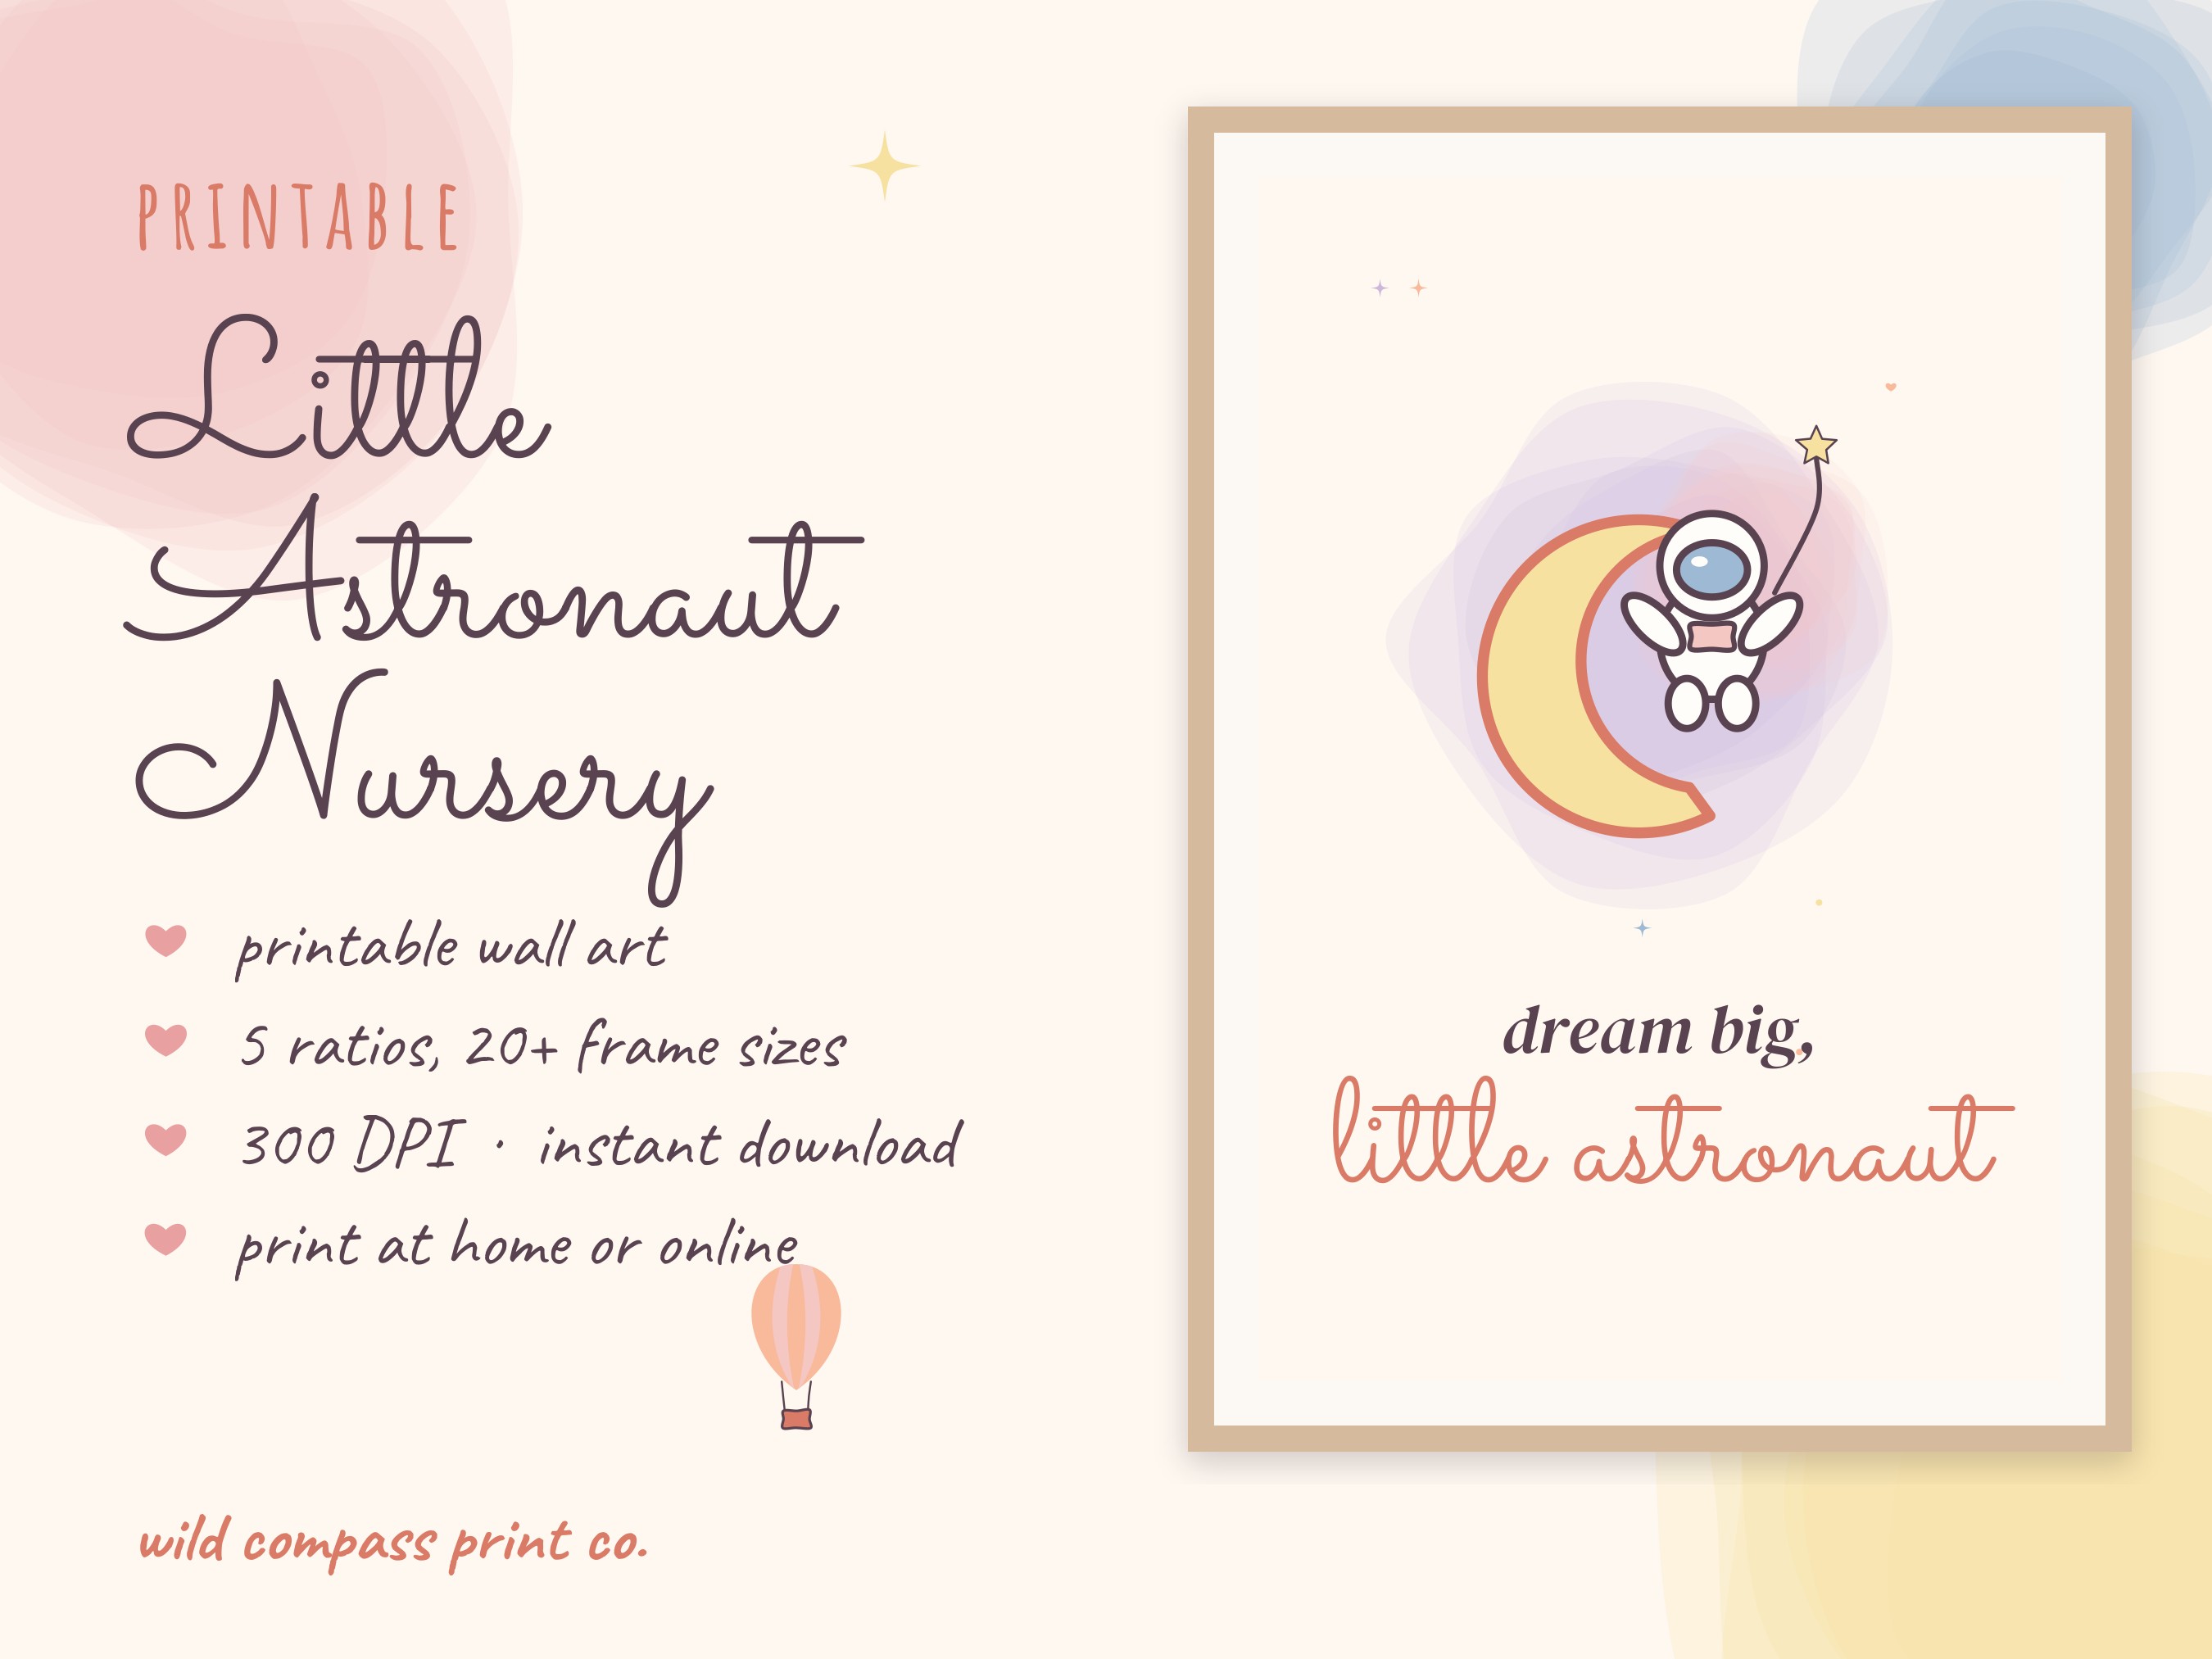 PRINTABLE
Little
Astronaut
Nursery
printable wall art
5 ratios, 20+ frame sizes
300 DPI · instant download
print at home or online
wild compass print co.
dream big,
little astronaut